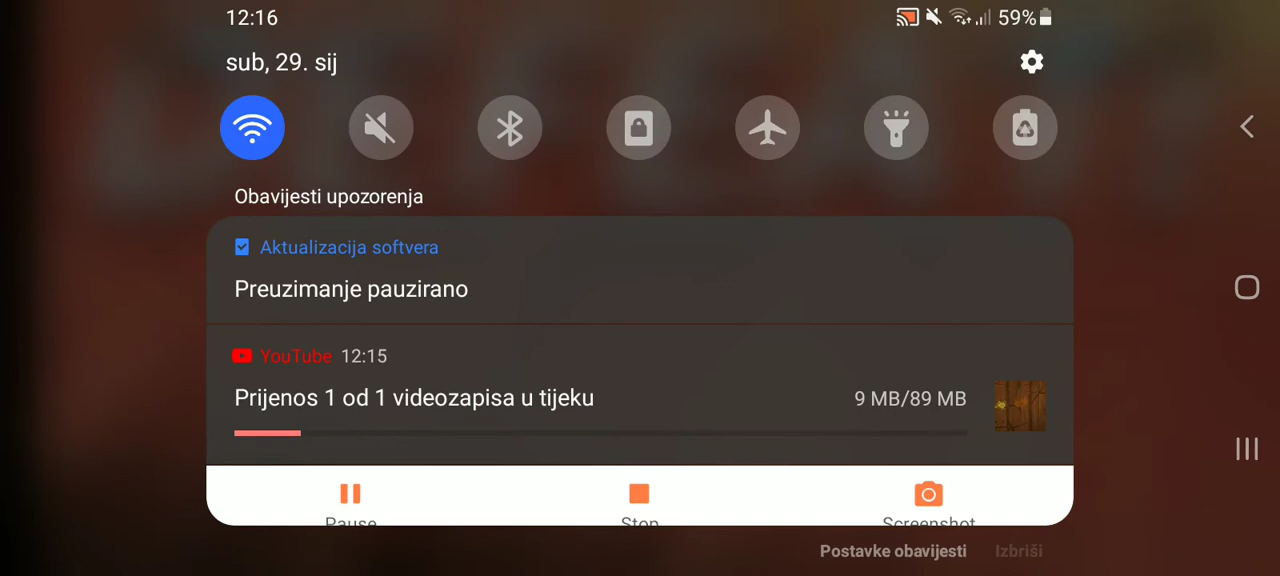 12:16
59%
sub, 29. sij
Obavijesti upozorenja
Aktualizacija softvera
Preuzimanje pauzirano
YouTube 12:15
Prijenos 1 od 1 videozapisa u tijeku
9 MB/89 MB
Pause
Stop
Screenshot
Postavke obavijesti
Izbriši